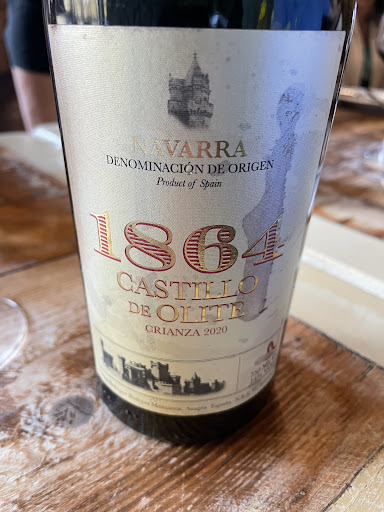 NAVARRA
DENOMINACIÓN DE ORIGEN
Product of Spain
1864
CASTILLO
DE OLITE
CRIANZA 2020